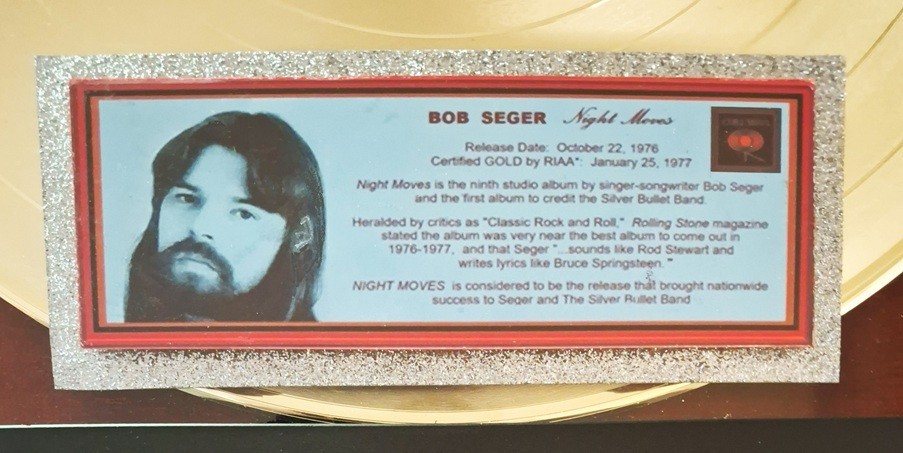 BOB SEGER Night Moves
Release Date: October 22, 1976
Certified GOLD by RIAA*: January 25, 1977
Night Moves is the ninth studio album by singer-songwriter Bob Seger
and the first album to credit the Silver Bullet Band.
Heralded by critics as "Classic Rock and Roll," Rolling Stone magazine
stated the album was very near the best album to come out in
1976-1977, and that Seger "...sounds like Rod Stewart and
writes lyrics like Bruce Springsteen."
NIGHT MOVES is considered to be the release that brought nationwide
success to Seger and The Silver Bullet Band